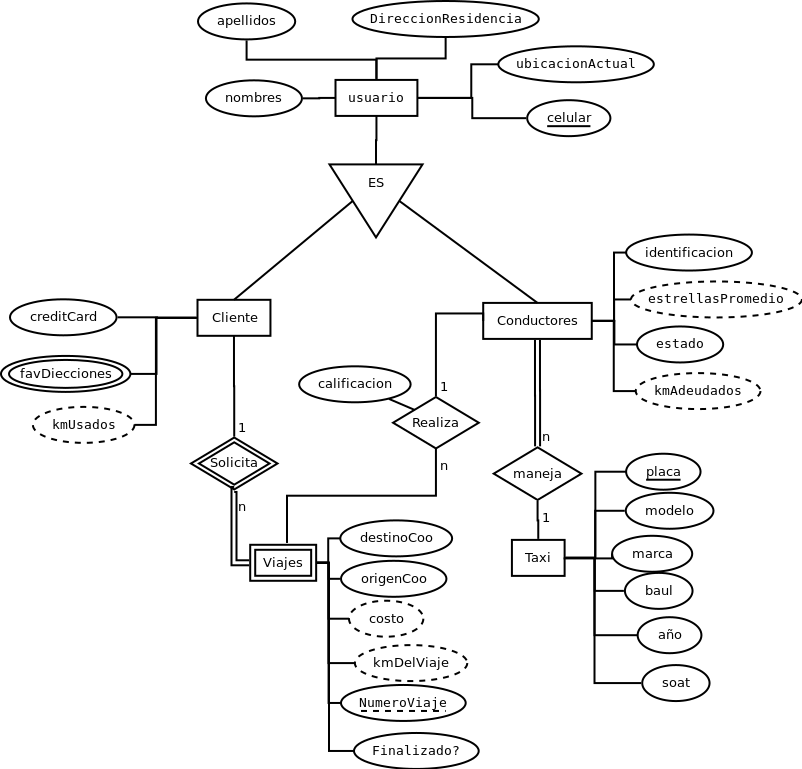 DireccionResidencia
apellidos
ubicacionActual
nombres
usuario
celular
ES
identificacion
estrellasPromedio
creditCard
Cliente
Conductores
estado
favDiecciones
calificacion
kmAdeudados
kmUsados
1
1
Realiza
n
Solicita
n
maneja
placa
n
1
modelo
destinoCoo
marca
Viajes
Taxi
origenCoo
baul
costo
año
kmDelViaje
soat
NumeroViaje
Finalizado?